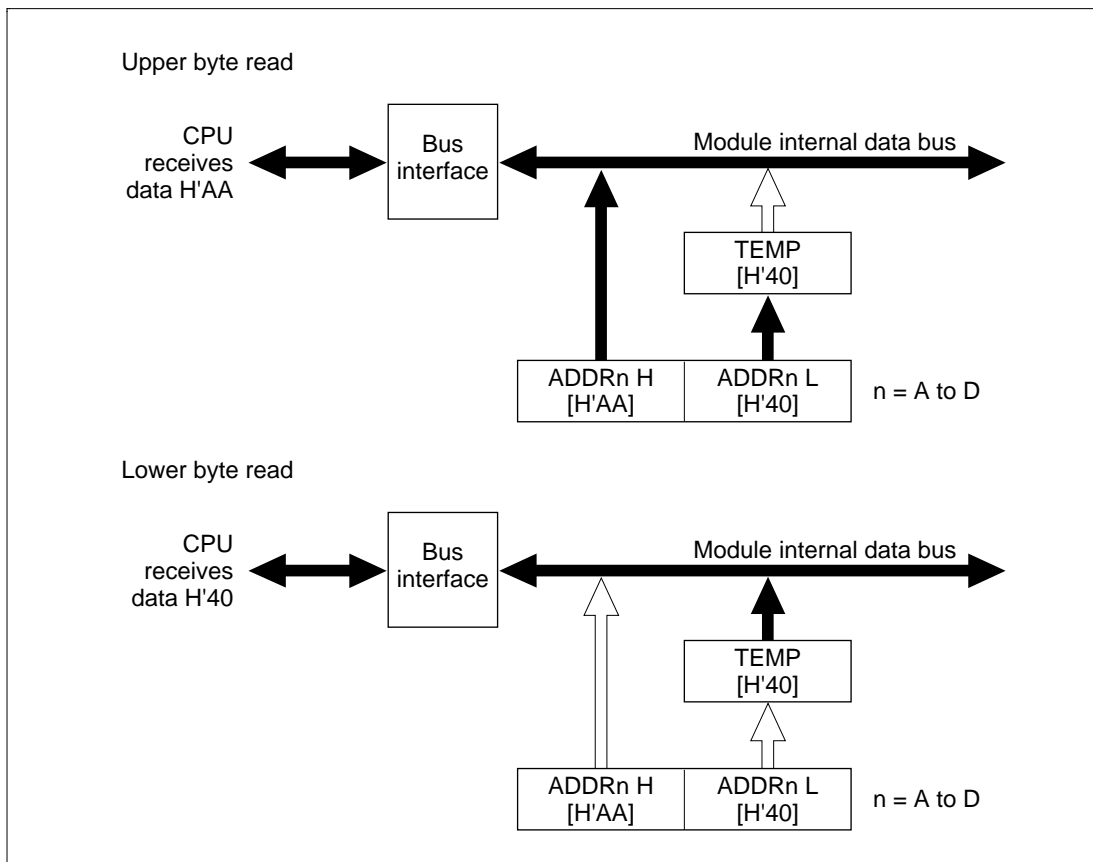 Upper byte read
CPU
receives
data H'AA
Bus
interface
Module internal data bus
TEMP
[H'40]
ADDRn H
[H'AA]
ADDRn L
[H'40]
n = A to D
Lower byte read
CPU
receives
data H'40
Bus
interface
Module internal data bus
TEMP
[H'40]
ADDRn H
[H'AA]
ADDRn L
[H'40]
n = A to D